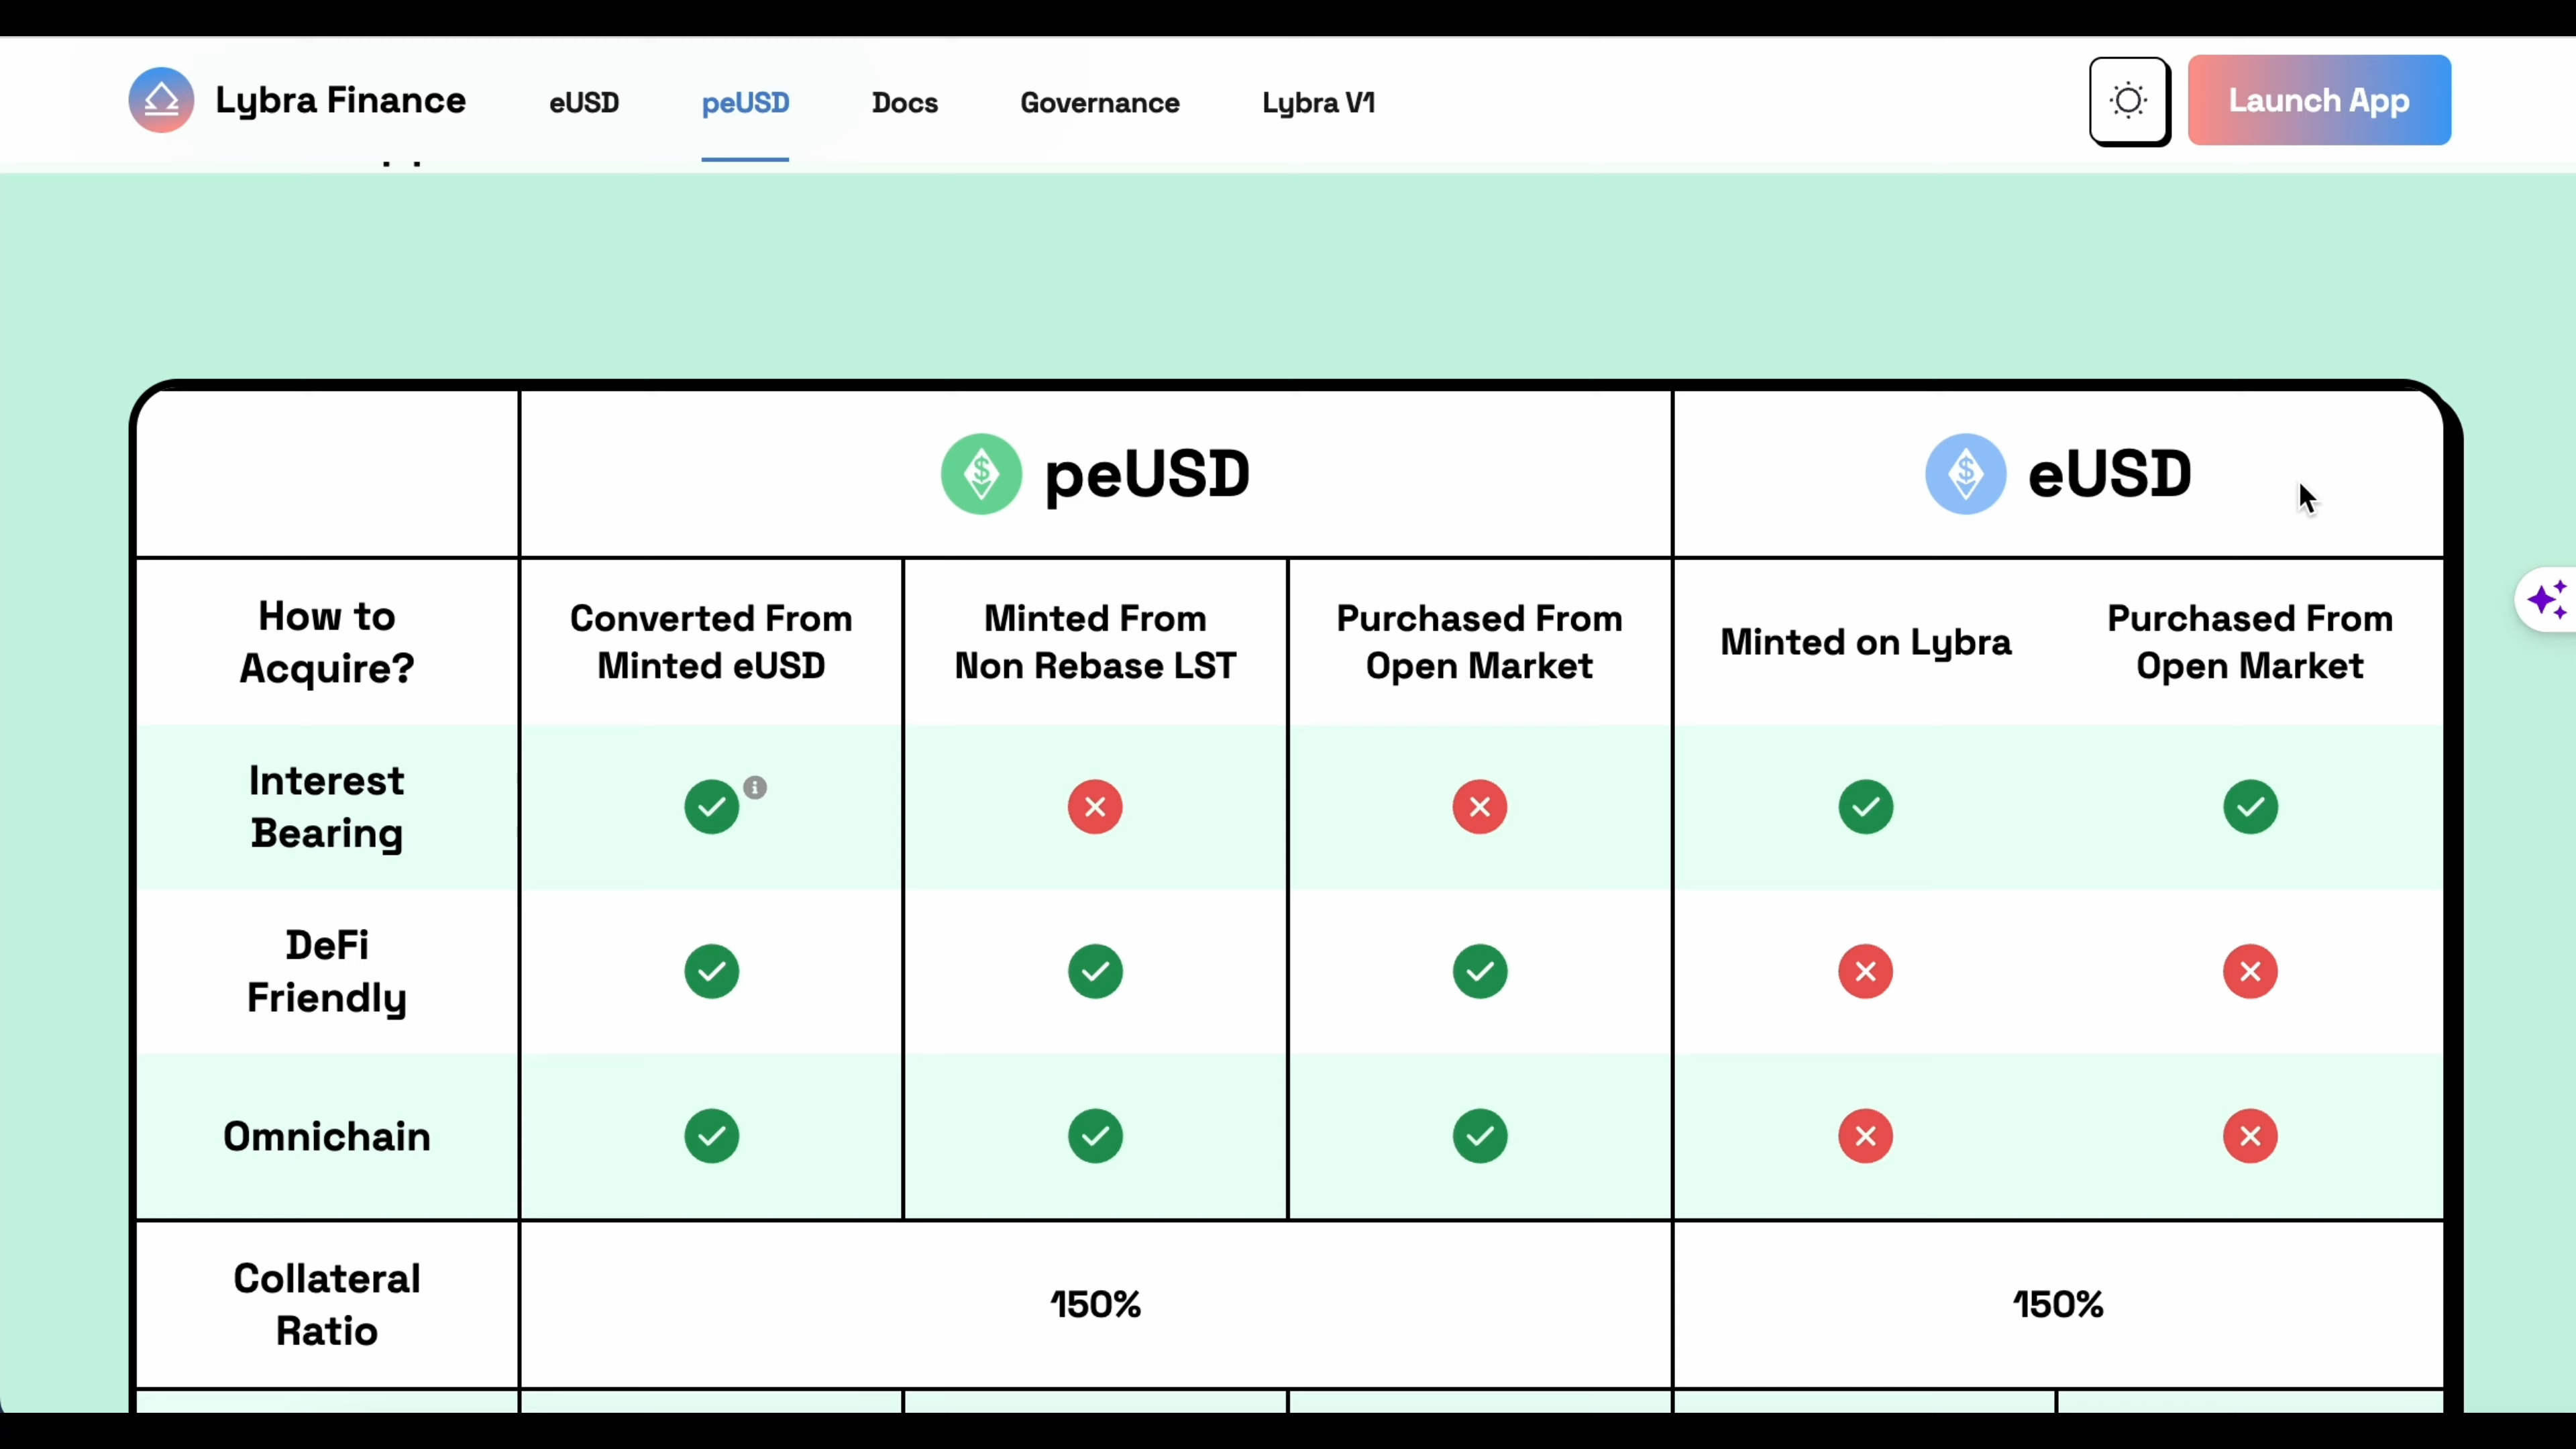 Lybra Finance
eUSD
peUSD
Docs
Governance
Lybra V1
Launch App
peUSD
eUSD
How to
Acquire?
Converted From
Minted eUSD
Minted From
Non Rebase LST
Purchased From
Open Market
Minted on Lybra
Purchased From
Open Market
Interest
Bearing
DeFi
Friendly
Omnichain
Collateral
Ratio
150%
150%